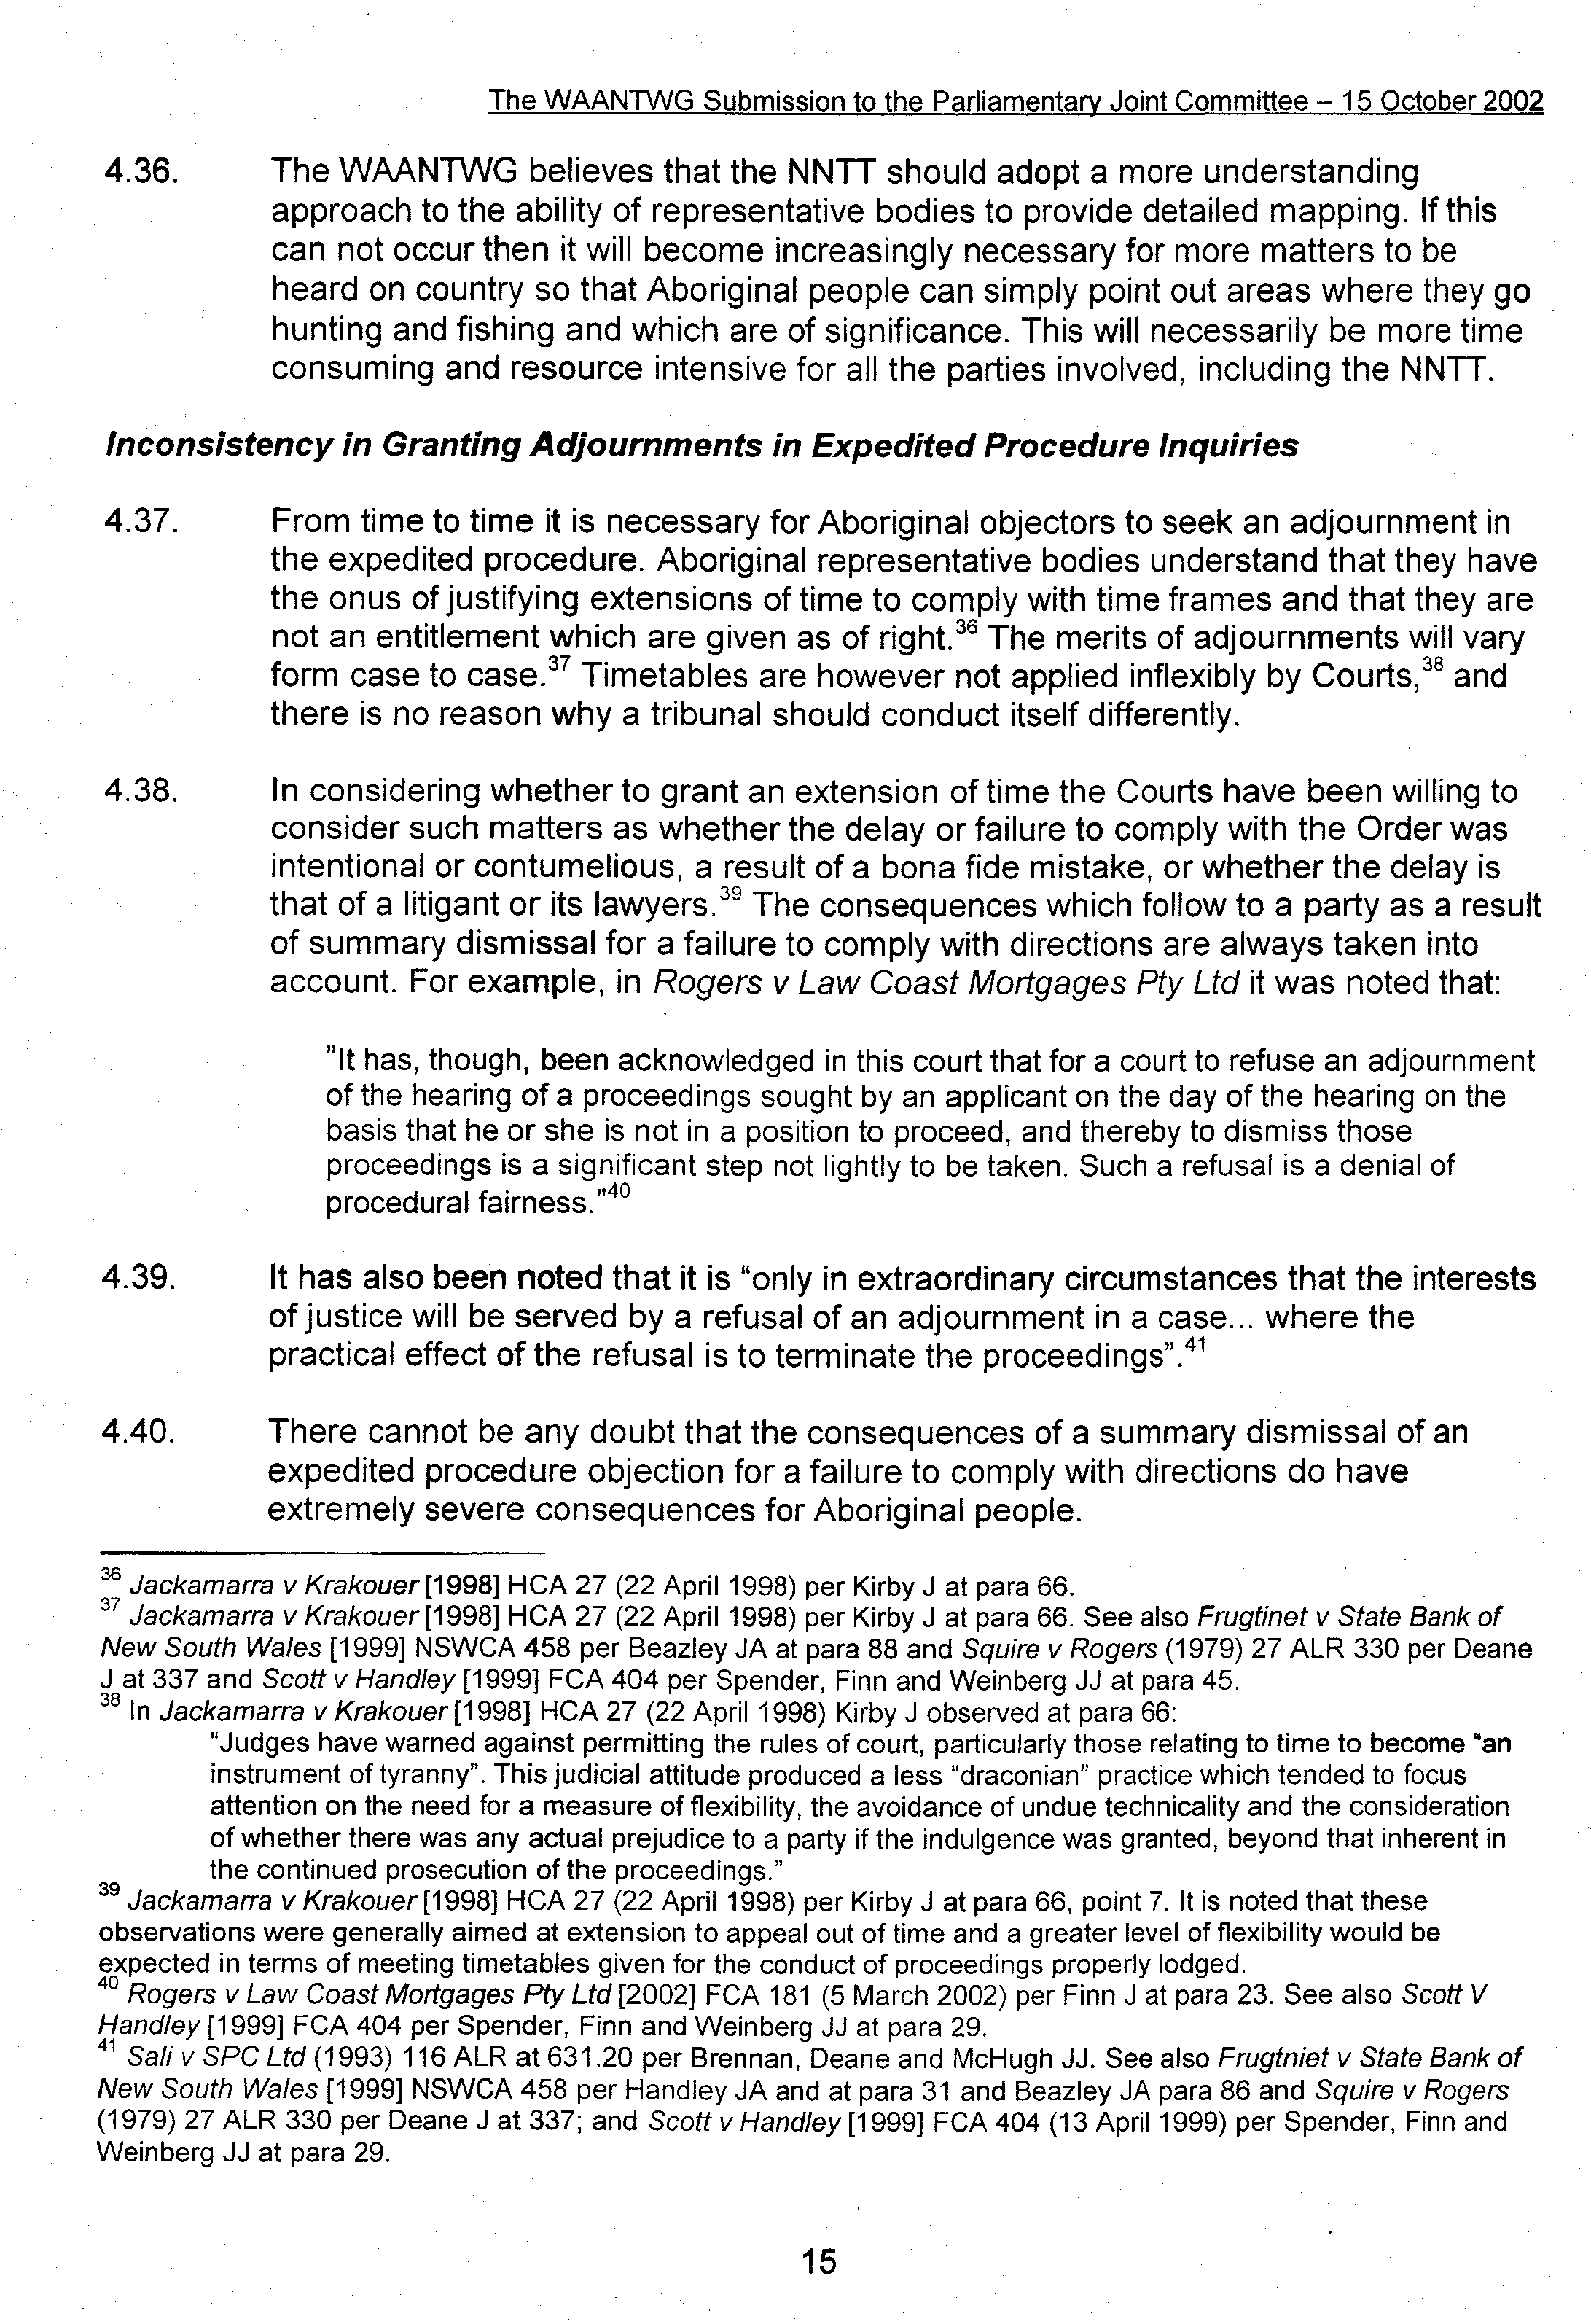 The WAANTWG Submission to the Parliamentary Joint Committee – 15 October 2002
4.36. The WAANTWG believes that the NNTT should adopt a more understanding
approach to the ability of representative bodies to provide detailed mapping. If this
can not occur then it will become increasingly necessary for more matters to be
heard on country so that Aboriginal people can simply point out areas where they go
hunting and fishing and which are of significance. This will necessarily be more time
consuming and resource intensive for all the parties involved, including the NNTT.
Inconsistency in Granting Adjournments in Expedited Procedure Inquiries
4.37. From time to time it is necessary for Aboriginal objectors to seek an adjournment in
the expedited procedure. Aboriginal representative bodies understand that they have
the onus of justifying extensions of time to comply with time frames and that they are
not an entitlement which are given as of right.36 The merits of adjournments will vary
form case to case.37 Timetables are however not applied inflexibly by Courts,38 and
there is no reason why a tribunal should conduct itself differently.
4.38. In considering whether to grant an extension of time the Courts have been willing to
consider such matters as whether the delay or failure to comply with the Order was
intentional or contumelious, a result of a bona fide mistake, or whether the delay is
that of a litigant or its lawyers.39 The consequences which follow to a party as a result
of summary dismissal for a failure to comply with directions are always taken into
account. For example, in Rogers v Law Coast Mortgages Pty Ltd it was noted that:
"It has, though, been acknowledged in this court that for a court to refuse an adjournment
of the hearing of a proceedings sought by an applicant on the day of the hearing on the
basis that he or she is not in a position to proceed, and thereby to dismiss those
proceedings is a significant step not lightly to be taken. Such a refusal is a denial of
procedural fairness."40
4.39. It has also been noted that it is "only in extraordinary circumstances that the interests
of justice will be served by a refusal of an adjournment in a case... where the
practical effect of the refusal is to terminate the proceedings".41
4.40. There cannot be any doubt that the consequences of a summary dismissal of an
expedited procedure objection for a failure to comply with directions do have
extremely severe consequences for Aboriginal people.
36 Jackamarra v Krakouer [1998] HCA 27 (22 April 1998) per Kirby J at para 66.
37 Jackamarra v Krakouer [1998] HCA 27 (22 April 1998) per Kirby J at para 66. See also Frugtinet v State Bank of
New South Wales [1999] NSWCA 458 per Beazley JA at para 88 and Squire v Rogers (1979) 27 ALR 330 per Deane
J at 337 and Scott v Handley [1999] FCA 404 per Spender, Finn and Weinberg JJ at para 45.
38 In Jackamarra v Krakouer [1998] HCA 27 (22 April 1998) Kirby J observed at para 66:
"Judges have warned against permitting the rules of court, particularly those relating to time to become "an
instrument of tyranny". This judicial attitude produced a less "draconian" practice which tended to focus
attention on the need for a measure of flexibility, the avoidance of undue technicality and the consideration
of whether there was any actual prejudice to a party if the indulgence was granted, beyond that inherent in
the continued prosecution of the proceedings."
39 Jackamarra v Krakouer [1998] HCA 27 (22 April 1998) per Kirby J at para 66, point 7. It is noted that these
observations were generally aimed at extension to appeal out of time and a greater level of flexibility would be
expected in terms of meeting timetables given for the conduct of proceedings properly lodged.
40 Rogers v Law Coast Mortgages Pty Ltd [2002] FCA 181 (5 March 2002) per Finn J at para 23. See also Scott V
Handley [1999] FCA 404 per Spender, Finn and Weinberg JJ at para 29.
41 Sali v SPC Ltd (1993) 116 ALR at 631.20 per Brennan, Deane and McHugh JJ. See also Frugtniet v State Bank of
New South Wales [1999] NSWCA 458 per Handley JA and at para 31 and Beazley JA para 86 and Squire v Rogers
(1979) 27 ALR 330 per Deane J at 337; and Scott v Handley [1999] FCA 404 (13 April 1999) per Spender, Finn and
Weinberg JJ at para 29.
15